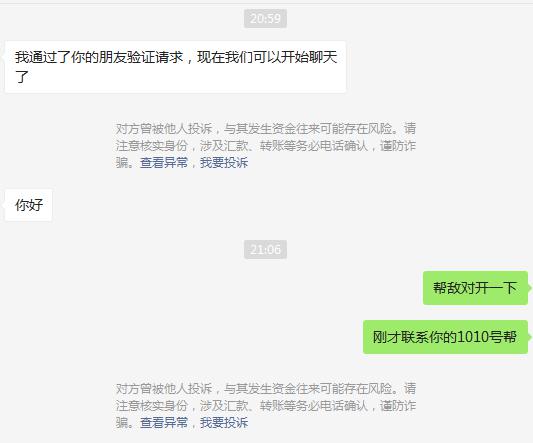 20:59
我通过了你的朋友验证请求，现在我们可以开始聊天
了
对方曾被他人投诉，与其发生资金往来可能存在风险。请
注意核实身份，涉及汇款、转账等务必电话确认，谨防诈
骗。查看异常，我要投诉
你好
21:06
帮敌对开一下
刚才联系你的1010号帮
对方曾被他人投诉，与其发生资金往来可能存在风险。请
注意核实身份，涉及汇款、转账等务必电话确认，谨防诈
骗。查看异常，我要投诉